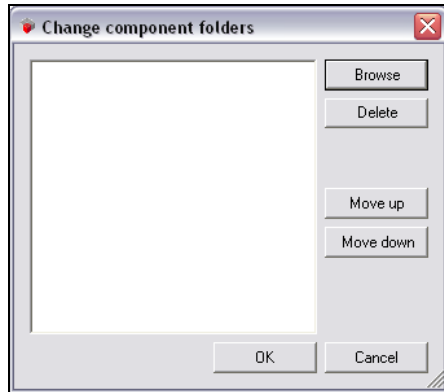 Change component folders
Browse
Delete
Move up
Move down
OK
Cancel